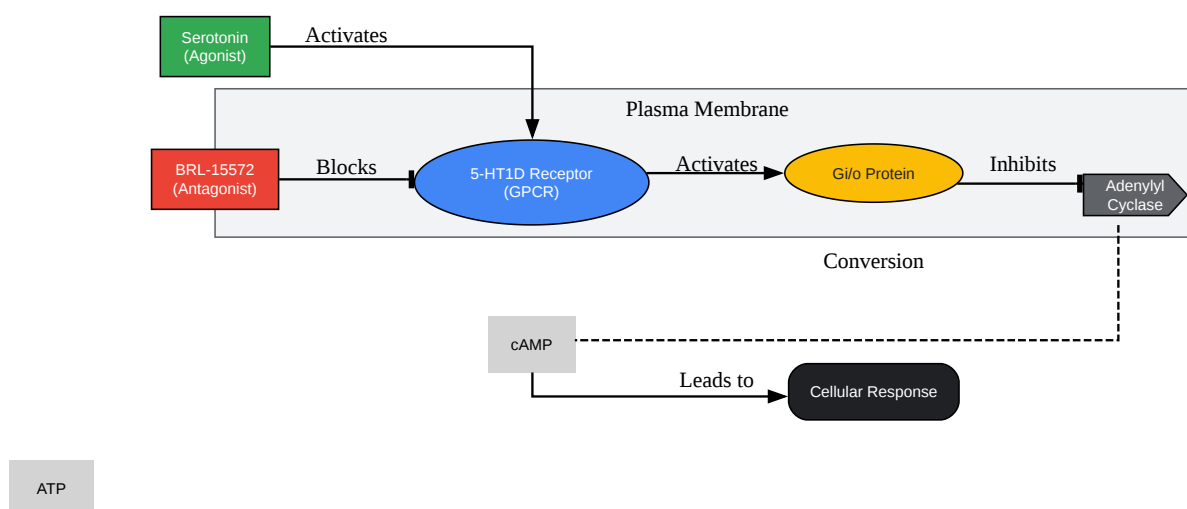 Serotonin
(Agonist)
Activates
Plasma Membrane
BRL-15572
(Antagonist)
Blocks
5-HT1D Receptor
(GPCR)
Activates
Gi/o Protein
Inhibits
Adenylyl
Cyclase
Conversion
cAMP
Leads to
Cellular Response
ATP